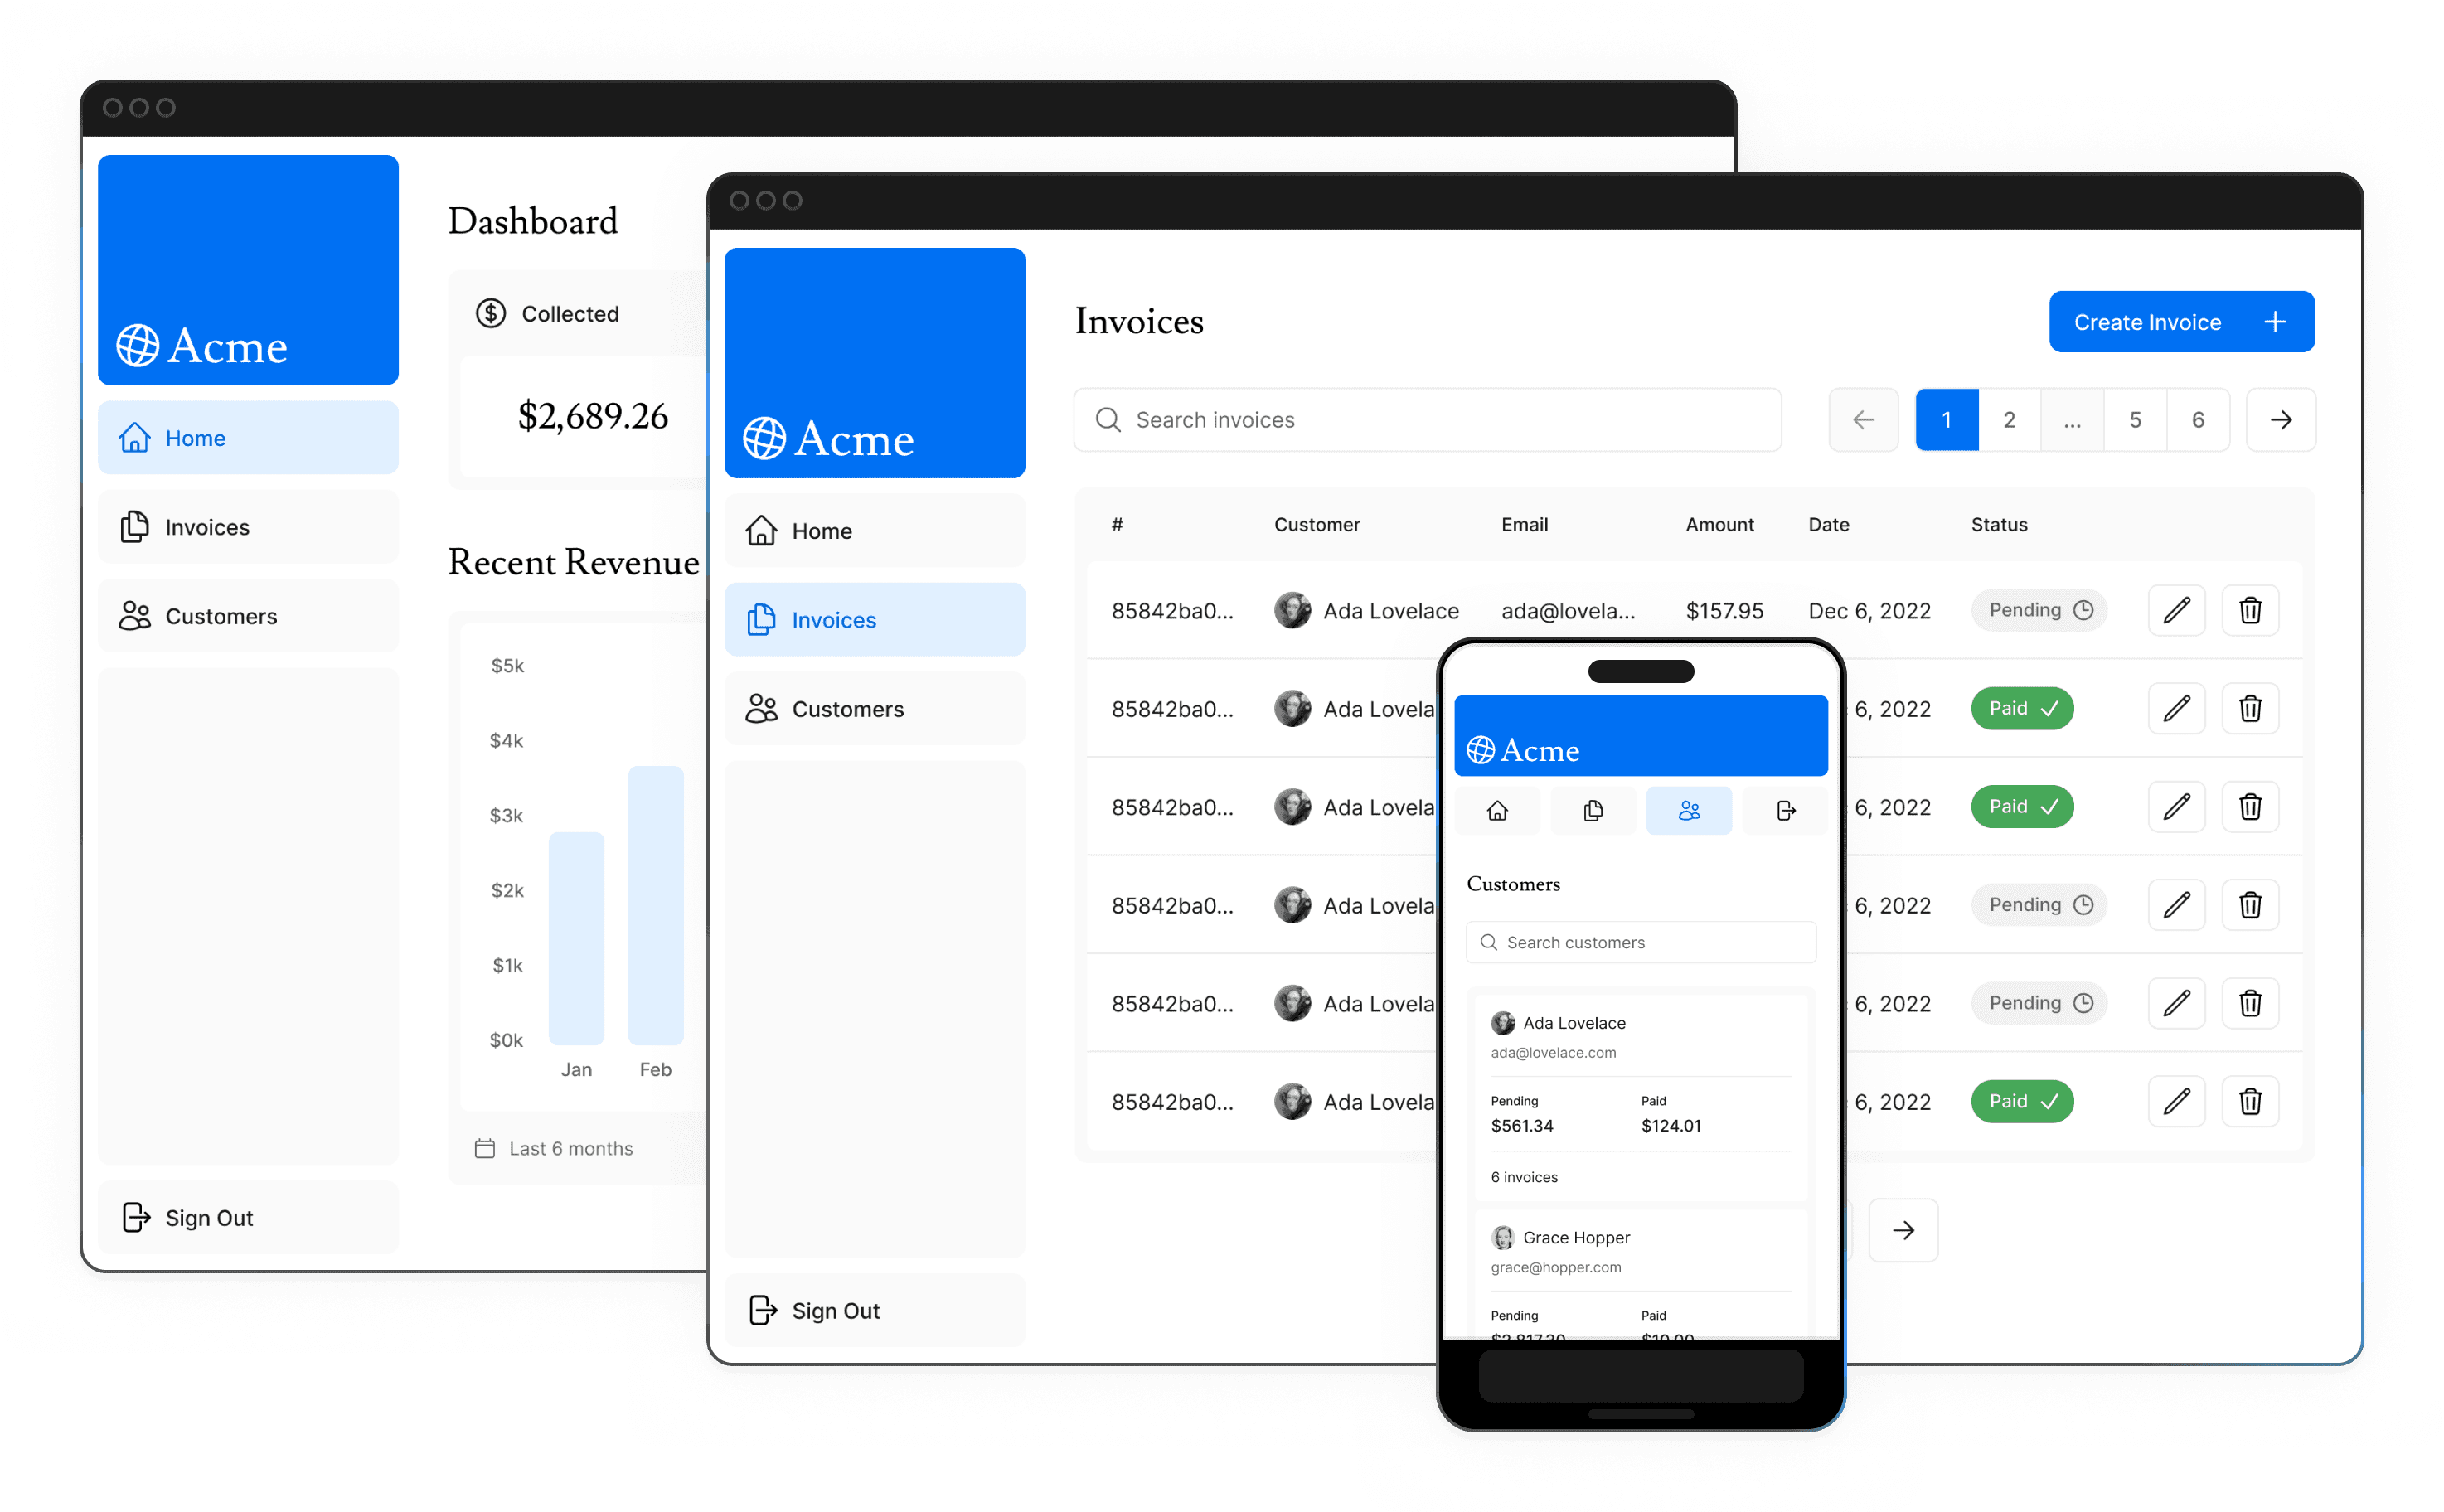 Acme
Home
Invoices
Customers
Sign Out
Dashboard
Collected
$2,689.26
Recent Revenue
$5k
$4k
$3k
$2k
$1k
$0k
Jan Feb
Last 6 months
Acme
Home
Invoices
Customers
Sign Out
Invoices
Create Invoice
Search invoices
1 2 ... 5 6
# Customer Email Amount Date Status
85842ba0... Ada Lovelace ada@lovela... $157.95 Dec 6, 2022 Pending
85842ba0... Ada Lovela 6, 2022 Paid
85842ba0... Ada Lovela 6, 2022 Paid
85842ba0... Ada Lovela 6, 2022 Pending
85842ba0... Ada Lovela 6, 2022 Pending
85842ba0... Ada Lovela 6, 2022 Paid
Acme
Customers
Search customers
Ada Lovelace
ada@lovelace.com
Pending Paid
$561.34 $124.01
6 invoices
Grace Hopper
grace@hopper.com
Pending Paid